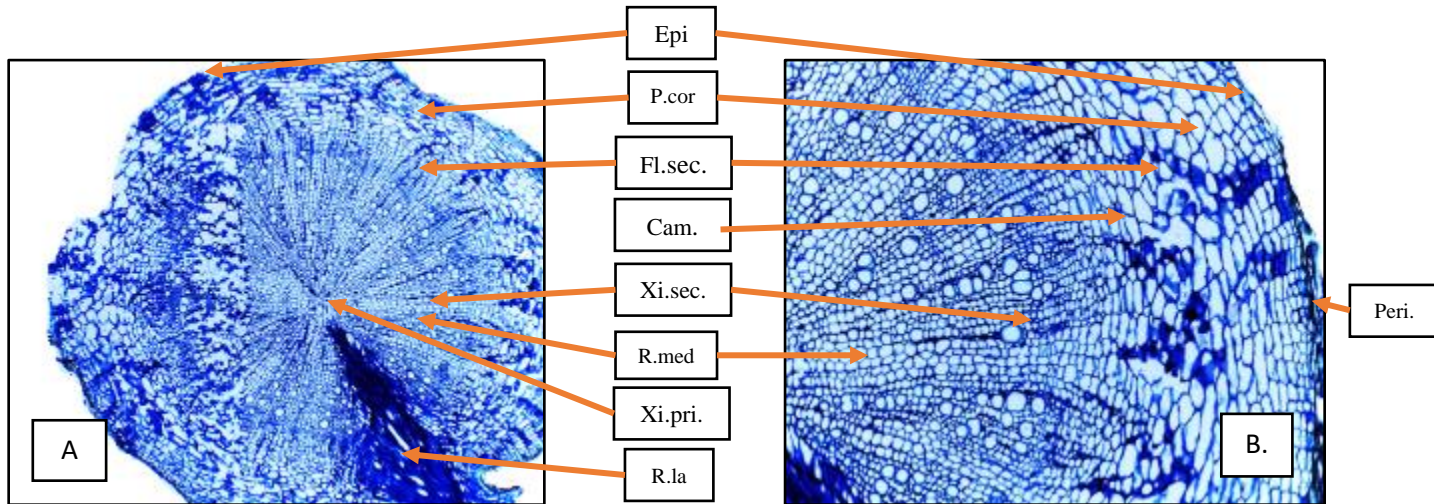 Epi
P.cor
Fl.sec.
Cam.
Xi.sec.
Peri.
R.med
Xi.pri.
R.la
A
B.